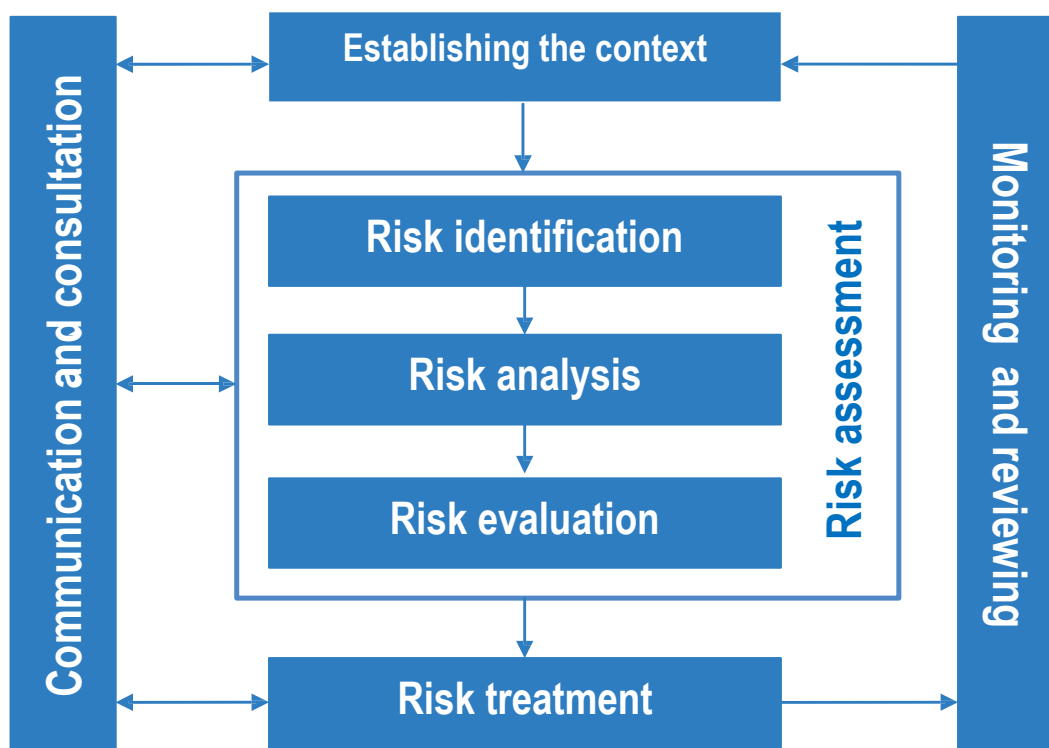 Establishing the context
Communication and consultation
Risk identification
Risk analysis
Risk evaluation
Risk assessment
Monitoring and reviewing
Risk treatment